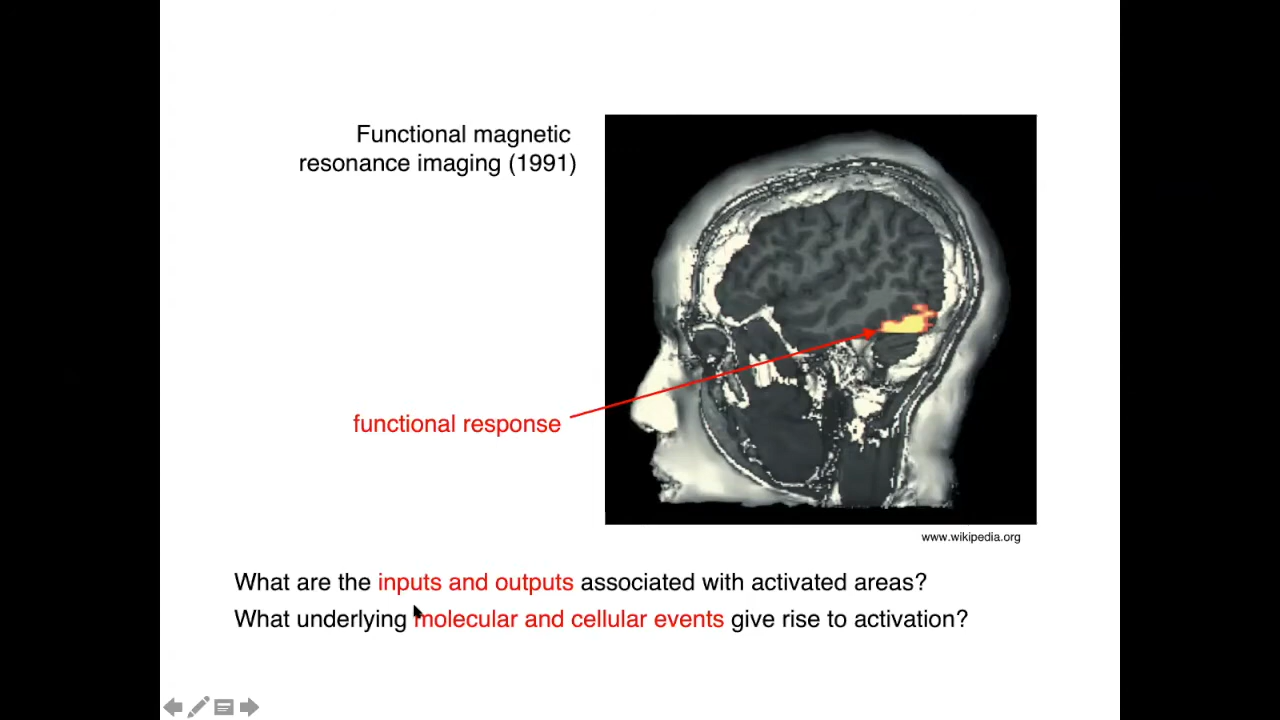 Functional magnetic
resonance imaging (1991)
functional response
www.wikipedia.org
What are the inputs and outputs associated with activated areas?
What underlying molecular and cellular events give rise to activation?